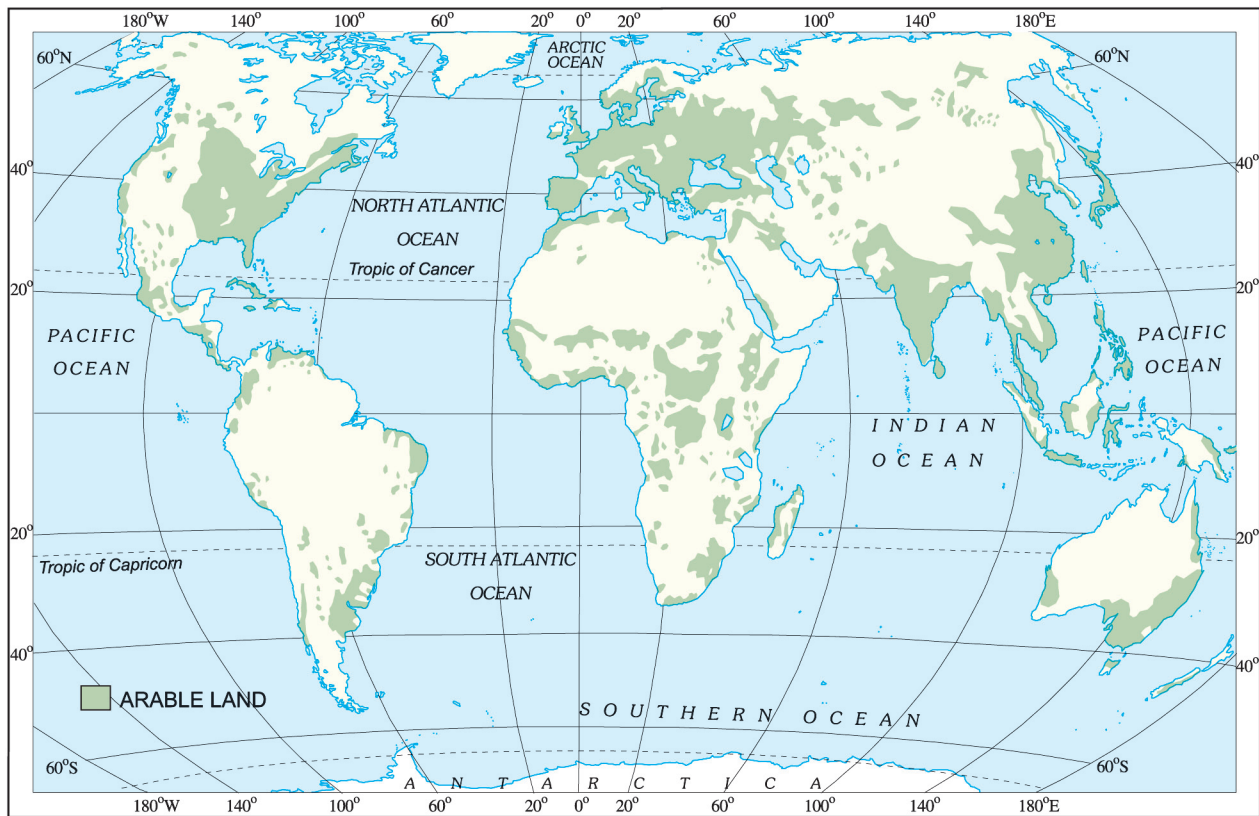 180°W 140° 100° 60° 20° 0° 20° 60° 100° 140° 180°E
60°N
ARCTIC
OCEAN
60°N
40°
40°
NORTH ATLANTIC
OCEAN
Tropic of Cancer
20°
20°
PACIFIC
OCEAN
PACIFIC
OCEAN
INDIAN
OCEAN
20°
20°
Tropic of Capricorn
SOUTH ATLANTIC
OCEAN
40°
40°
ARABLE LAND
SOUTHERN OCEAN
60°S
60°S
ANTARCTICA
180°W 140° 100° 60° 20° 0° 20° 60° 100° 140° 180°E